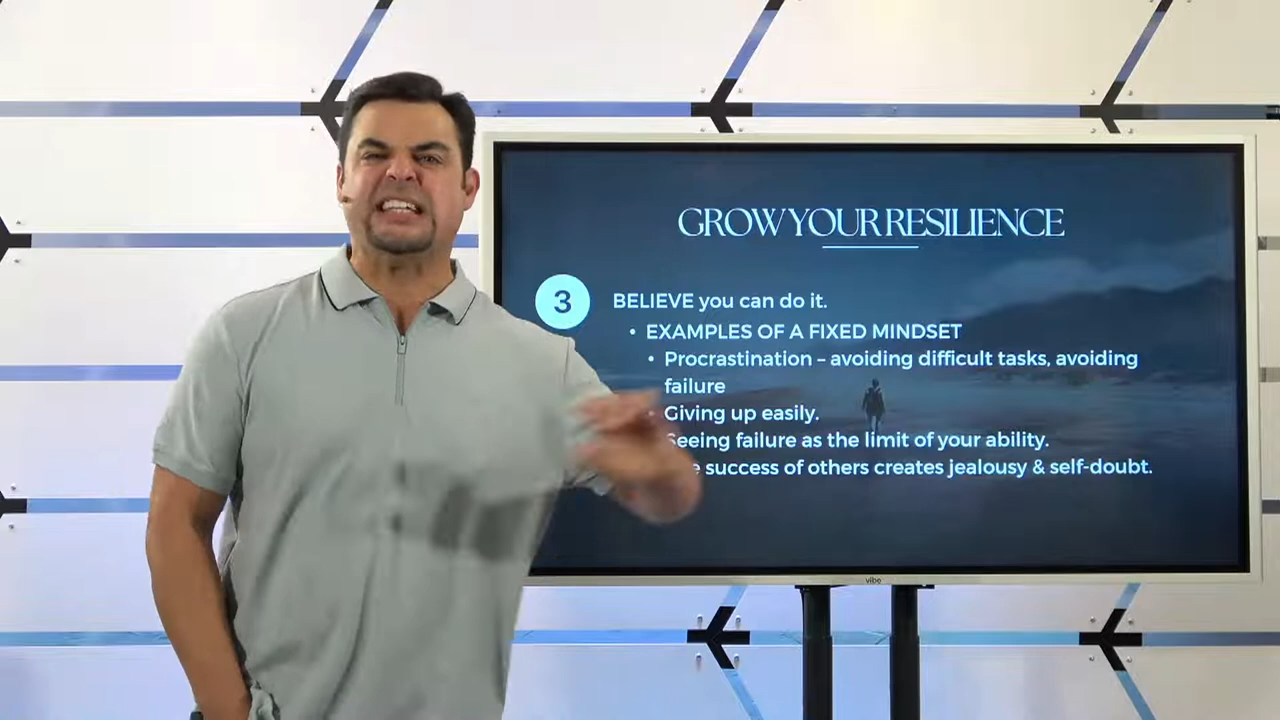 GROW YOUR RESILIENCE
3
BELIEVE you can do it.
• EXAMPLES OF A FIXED MINDSET
• Procrastination – avoiding difficult tasks, avoiding
failure
Giving up easily.
Seeing failure as the limit of your ability.
success of others creates jealousy & self-doubt.
vibe